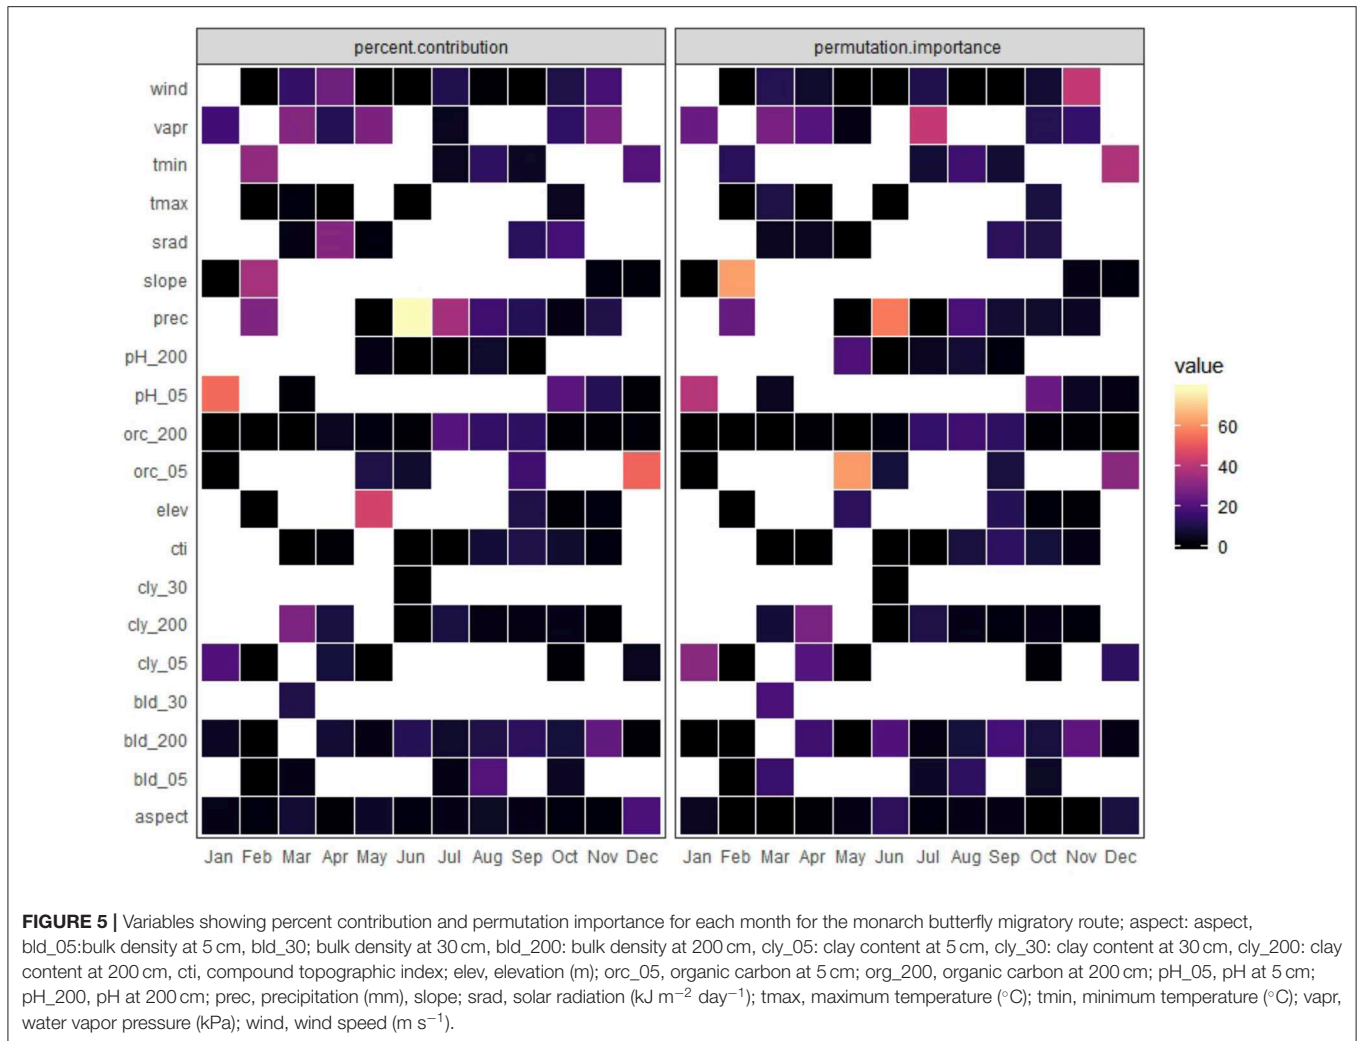 percent.contribution
permutation.importance
wind
vapr
tmin
tmax
srad
slope
prec
pH_200
pH_05
orc_200
orc_05
elev
cti
cly_30
cly_200
cly_05
bld_30
bld_200
bld_05
aspect
Jan Feb Mar Apr May Jun Jul Aug Sep Oct Nov Dec
Jan Feb Mar Apr May Jun Jul Aug Sep Oct Nov Dec
value
60
40
20
0
FIGURE 5 | Variables showing percent contribution and permutation importance for each month for the monarch butterfly migratory route; aspect: aspect,
bld_05:bulk density at 5 cm, bld_30; bulk density at 30 cm, bld_200: bulk density at 200 cm, cly_05: clay content at 5 cm, cly_30: clay content at 30 cm, cly_200: clay
content at 200 cm, cti, compound topographic index; elev, elevation (m); orc_05, organic carbon at 5 cm; org_200, organic carbon at 200 cm; pH_05, pH at 5 cm;
pH_200, pH at 200 cm; prec, precipitation (mm), slope; srad, solar radiation (kJ m−2 day−1); tmax, maximum temperature (◦C); tmin, minimum temperature (◦C); vapr,
water vapor pressure (kPa); wind, wind speed (m s−1).